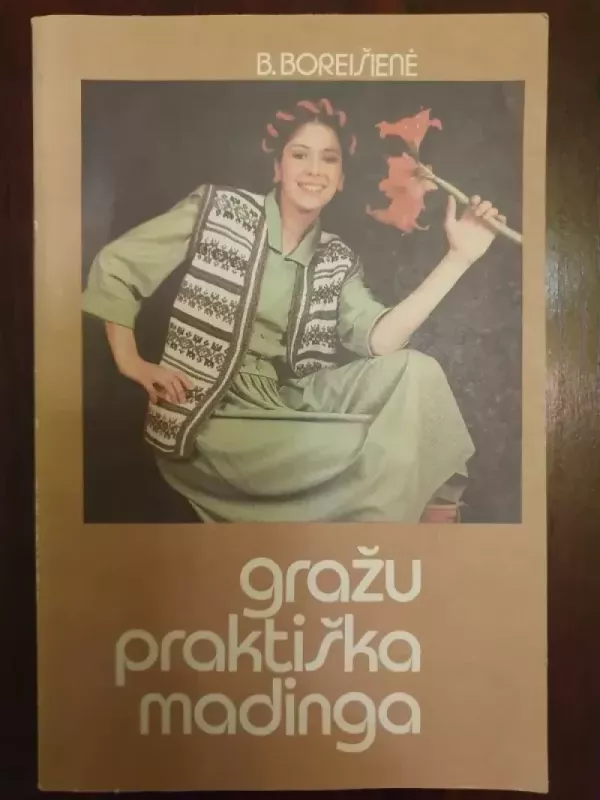 B. BOREIŠIENĖ
gražu
praktiška
madinga